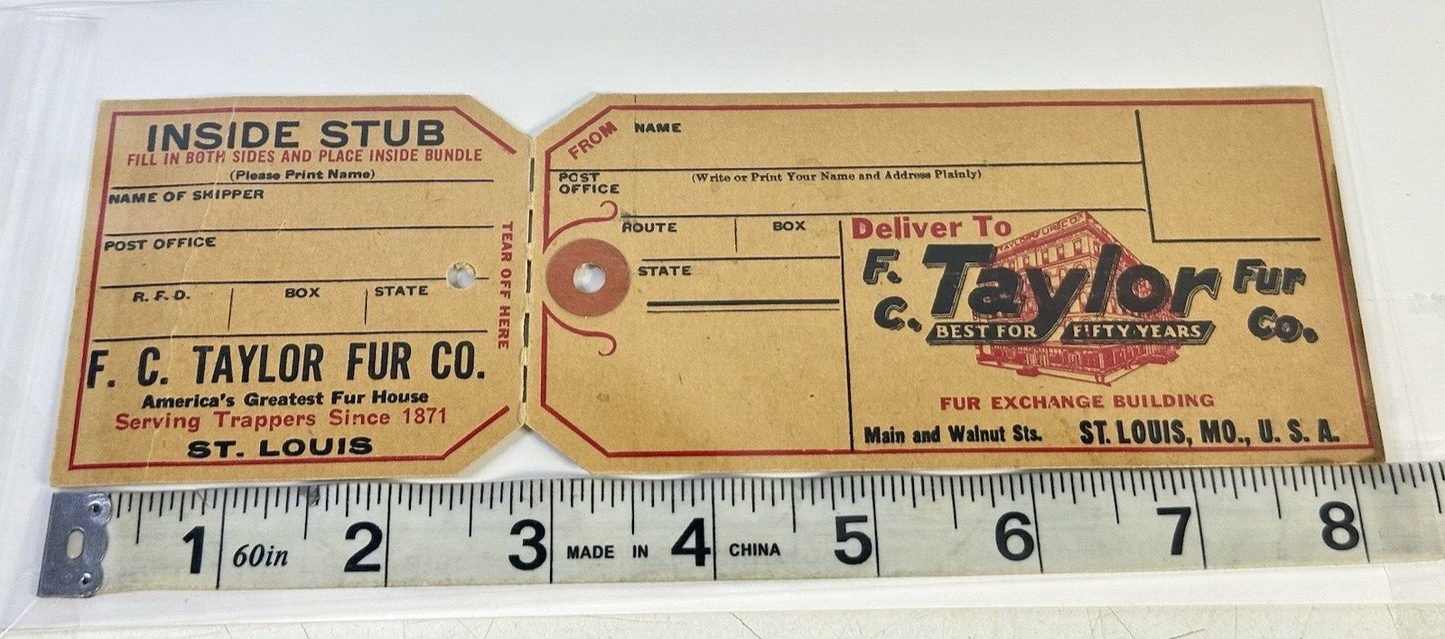 INSIDE STUB
FILL IN BOTH SIDES AND PLACE INSIDE BUNDLE
(Please Print Name)
NAME OF SHIPPER
POST OFFICE
R. F. D. BOX STATE
F. C. TAYLOR FUR CO.
America's Greatest Fur House
Serving Trappers Since 1871
ST. LOUIS
TEAR OFF HERE
FROM
NAME
POST
OFFICE
(Write or Print Your Name and Address Plainly)
ROUTE BOX
STATE
Deliver To
TAYLOR FUR CO
F. C. Taylor Fur Co.
BEST FOR FIFTY YEARS
FUR EXCHANGE BUILDING
Main and Walnut Sts. ST. LOUIS, MO., U. S. A.
1 60in 2 3 MADE IN 4 CHINA 5 6 7 8